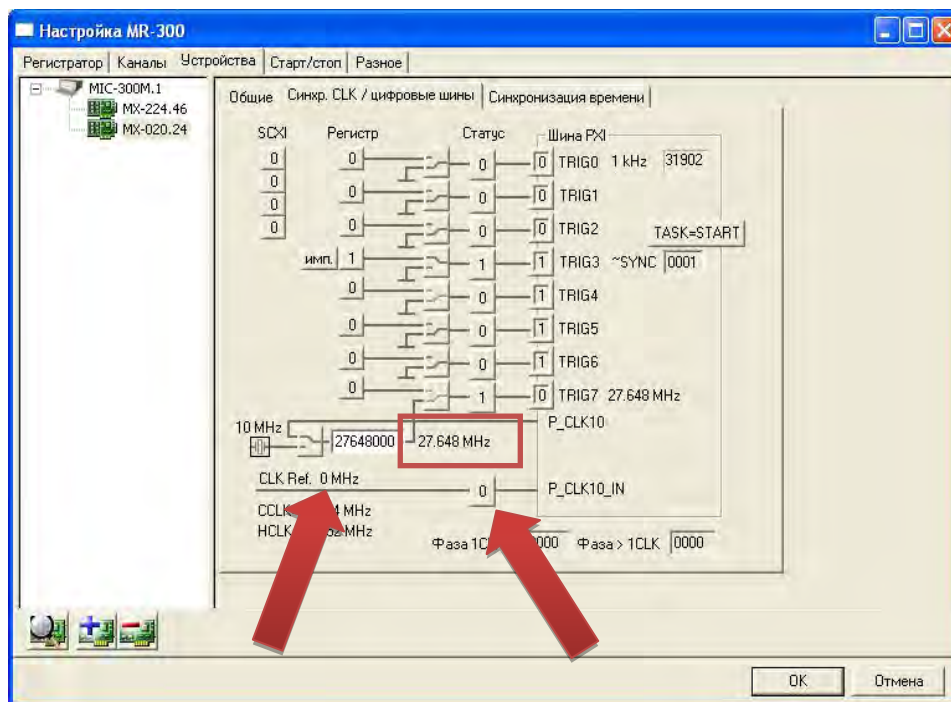 Настройка MR-300
Регистратор Каналы Устройства Старт/стоп Разное
MIC-300M.1
MX-224.46
MX-020.24
Общие Синхр. CLK / цифровые шины Синхронизация времени
SCXI Регистр Статус Шина PXI
0 0 0 0 TRIG0 1 kHz 31902
0 0 0 0 TRIG1
0 0 0 0 TRIG2 TASK=START
0
имп. 1 1 1 TRIG3 ~SYNC 0001
0 0 1 TRIG4
0 0 1 TRIG5
0 0 1 TRIG6
0 1 0 TRIG7 27.648 MHz
10 MHz P_CLK10
27648000 27.648 MHz
CLK Ref. 0 MHz
0 P_CLK10_IN
MHz
MHz
Фаза > 1CLK 0000
OK Отмена